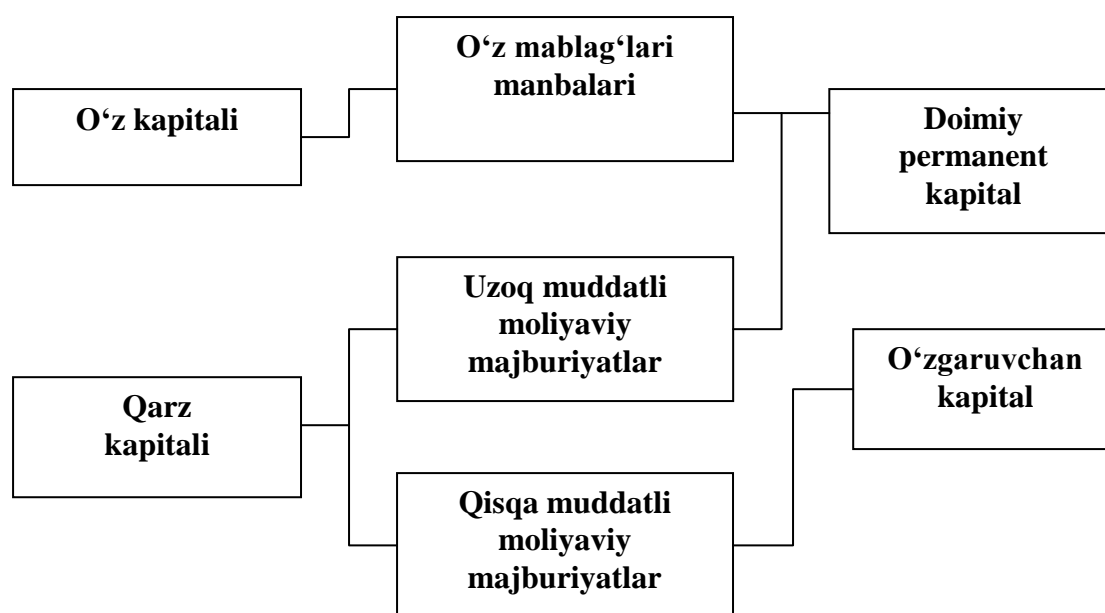 O‘z mablag‘lari
manbalari
O‘z kapitali
Doimiy
permanent
kapital
Uzoq muddatli
moliyaviy
majburiyatlar
O‘zgaruvchan
kapital
Qarz
kapitali
Qisqa muddatli
moliyaviy
majburiyatlar